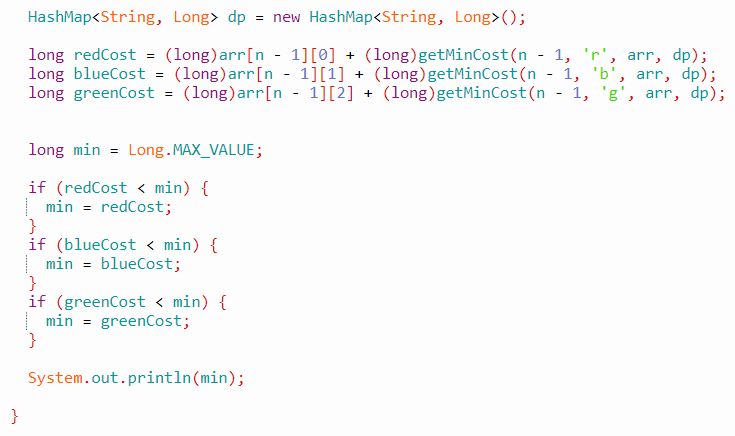 HashMap<String, Long> dp = new HashMap<String, Long>();
long redCost = (long)arr[n - 1][0] + (long)getMinCost(n - 1, 'r', arr, dp);
long blueCost = (long)arr[n - 1][1] + (long)getMinCost(n - 1, 'b', arr, dp);
long greenCost = (long)arr[n - 1][2] + (long)getMinCost(n - 1, 'g', arr, dp);
long min = Long.MAX_VALUE;
if (redCost < min) {
min = redCost;
}
if (blueCost < min) {
min = blueCost;
}
if (greenCost < min) {
min = greenCost;
}
System.out.println(min);
}